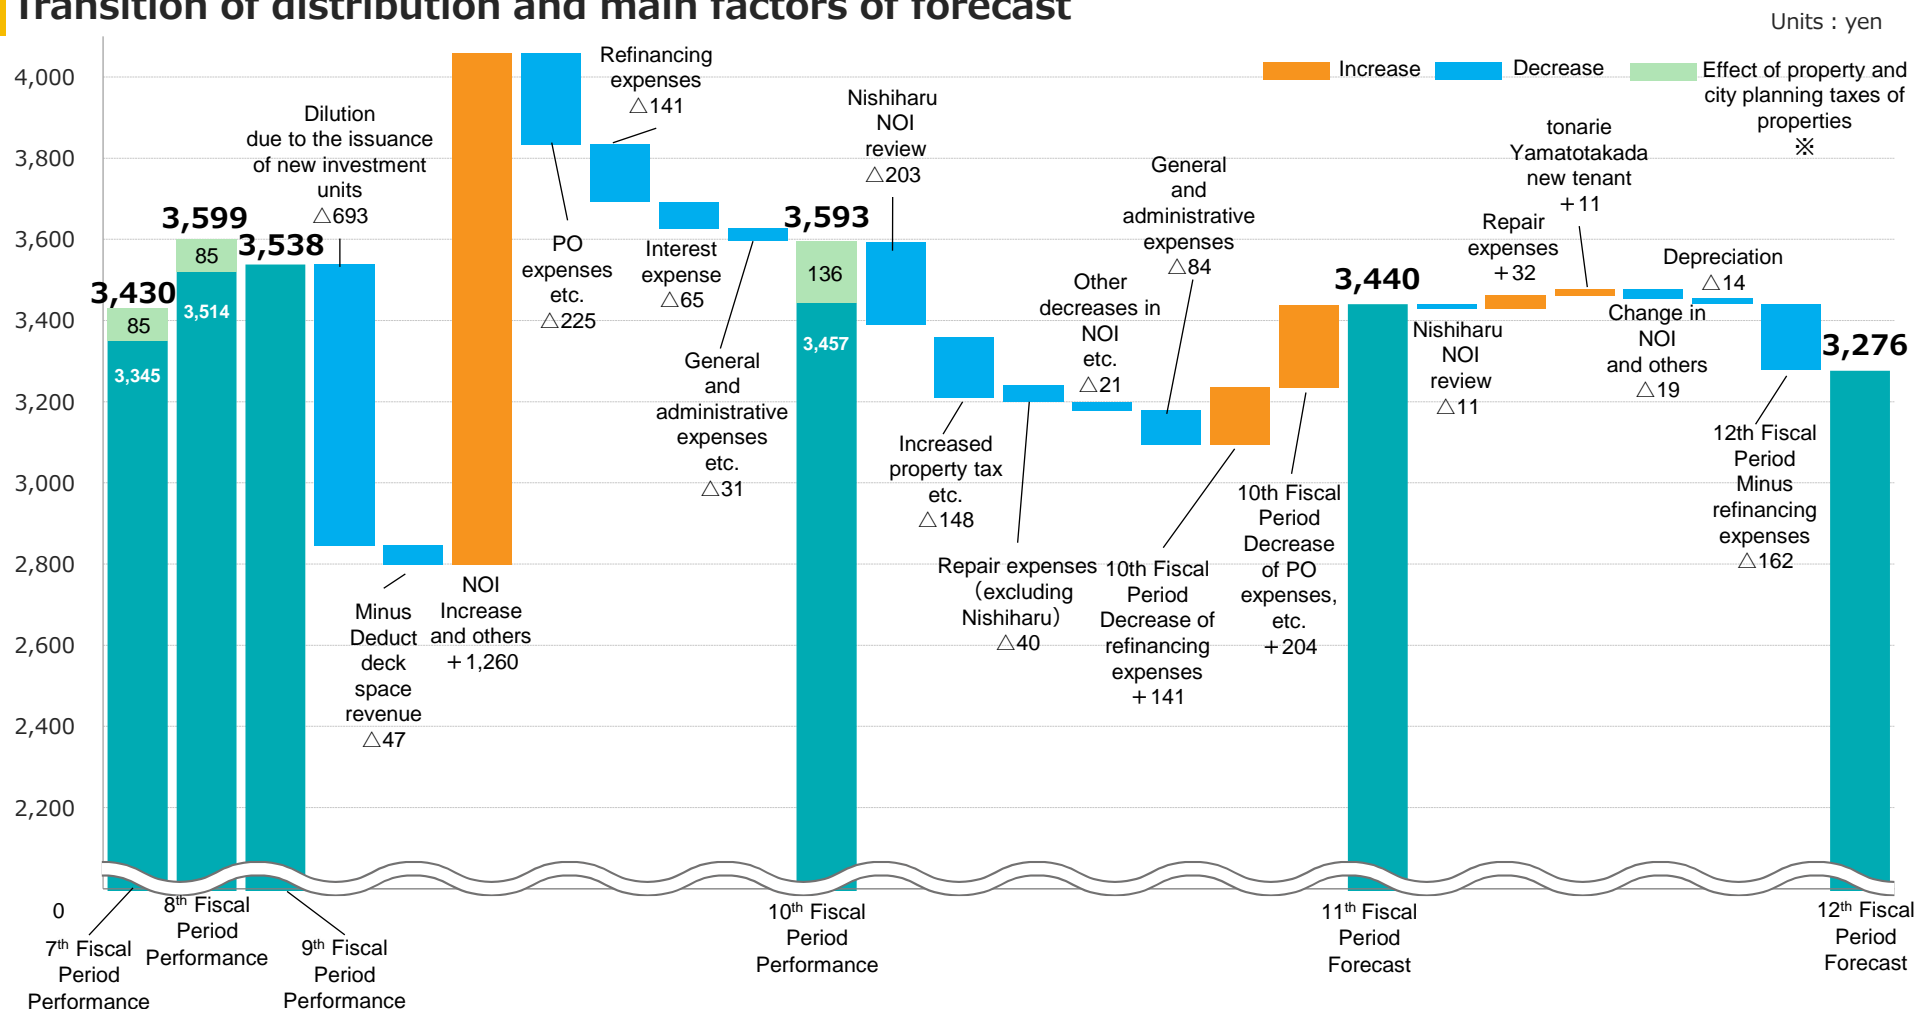 Transition of distribution and main factors of forecast
Units : yen
Increase
Decrease
Effect of property and
city planning taxes of
properties
※
4,000
3,800
3,600
3,400
3,200
3,000
2,800
2,600
2,400
2,200
0
3,430
85
3,345
3,599
85
3,514
3,538
Dilution
due to the issuance
of new investment
units
△693
Minus
Deduct
deck
space
revenue
△47
NOI
Increase
and others
+1,260
PO
expenses
etc.
△225
Refinancing
expenses
△141
Interest
expense
△65
General
and
administrative
expenses
etc.
△31
3,593
136
3,457
Nishiharu
NOI
review
△203
Increased
property tax
etc.
△148
Repair expenses
(excluding
Nishiharu)
△40
Other
decreases in
NOI
etc.
△21
General
and
administrative
expenses
△84
10th Fiscal
Period
Decrease of
refinancing
expenses
+141
10th Fiscal
Period
Decrease
of PO
expenses,
etc.
+204
3,440
Nishiharu
NOI
review
△11
Repair
expenses
+32
tonarie
Yamatotakada
new tenant
+11
Change in
NOI
and others
△19
Depreciation
△14
12th Fiscal
Period
Minus
refinancing
expenses
△162
3,276
7th Fiscal
Period
Performance
8th Fiscal
Period
Performance
9th Fiscal
Period
Performance
10th Fiscal
Period
Performance
11th Fiscal
Period
Forecast
12th Fiscal
Period
Forecast